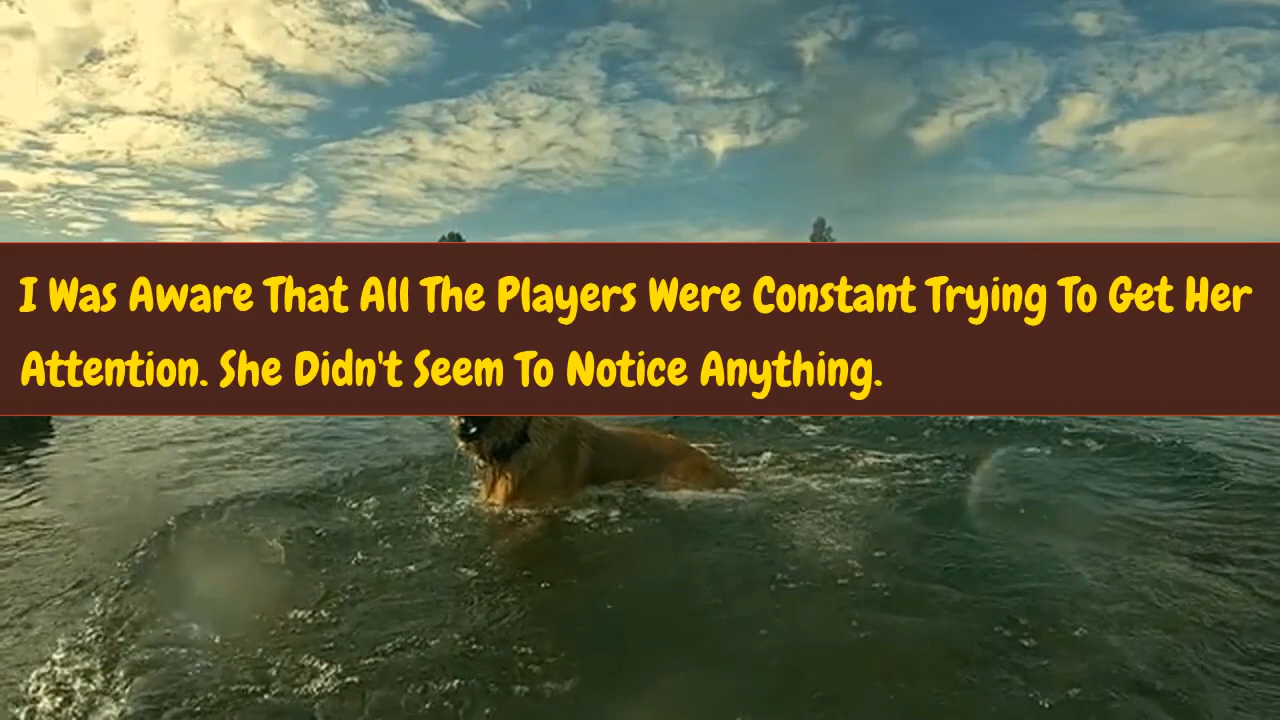 I Was Aware That All The Players Were Constant Trying To Get Her
Attention. She Didn't Seem To Notice Anything.